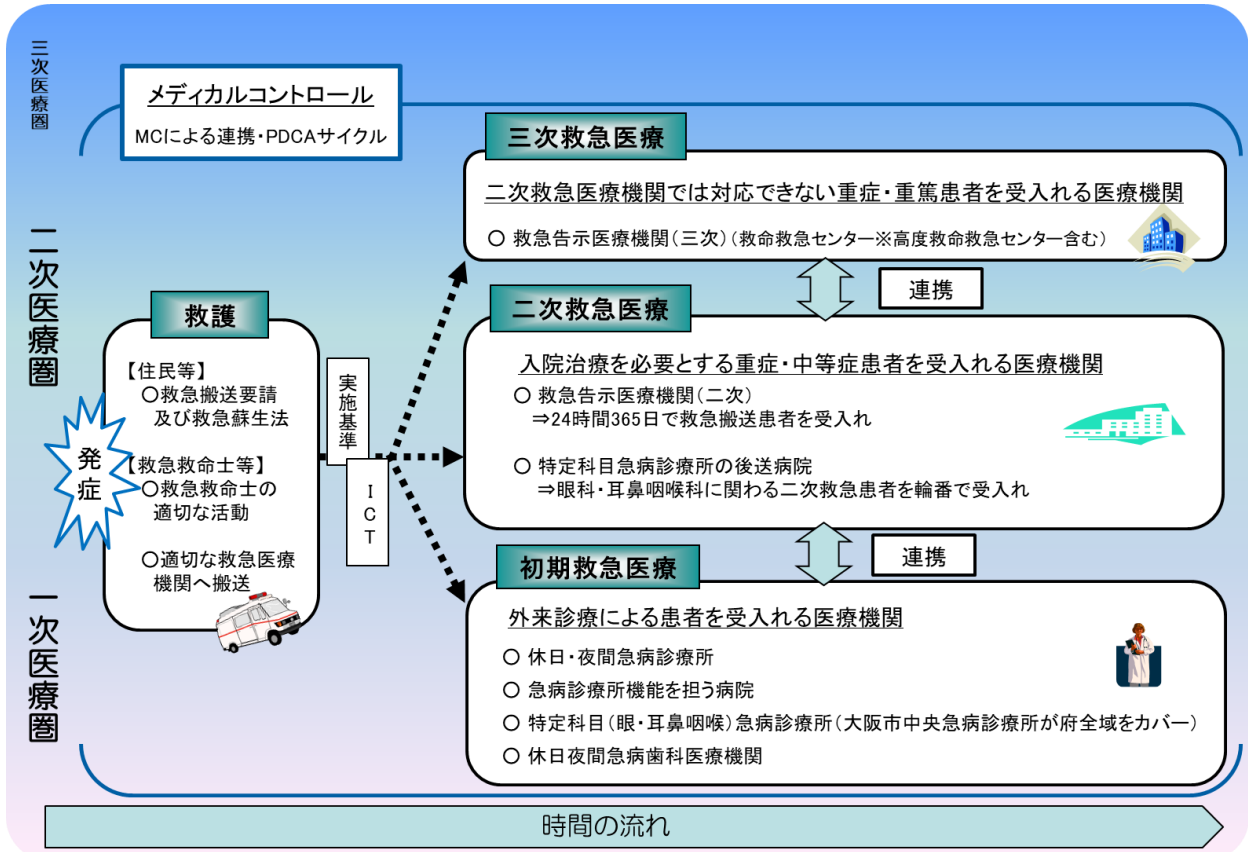 三次医療圏
メディカルコントロール
MCによる連携・PDCAサイクル
三次救急医療
二次救急医療機関では対応できない重症・重篤患者を受入れる医療機関
○ 救急告示医療機関（三次）（救命救急センター※高度救命救急センター含む）
連携
二次医療圏
救護
【住民等】
○救急搬送要請
及び救急蘇生法
【救急救命士等】
○救急救命士の
適切な活動
○適切な救急医療
機関へ搬送
発症
実施基準
ICT
二次救急医療
入院治療を必要とする重症・中等症患者を受入れる医療機関
○ 救急告示医療機関（二次）
⇒24時間365日で救急搬送患者を受入れ
○ 特定科目急病診療所の後送病院
⇒眼科・耳鼻咽喉科に関わる二次救急患者を輪番で受入れ
連携
一次医療圏
初期救急医療
外来診療による患者を受入れる医療機関
○ 休日・夜間急病診療所
○ 急病診療所機能を担う病院
○ 特定科目（眼・耳鼻咽喉）急病診療所（大阪市中央急病診療所が府全域をカバー）
○ 休日夜間急病歯科医療機関
時間の流れ